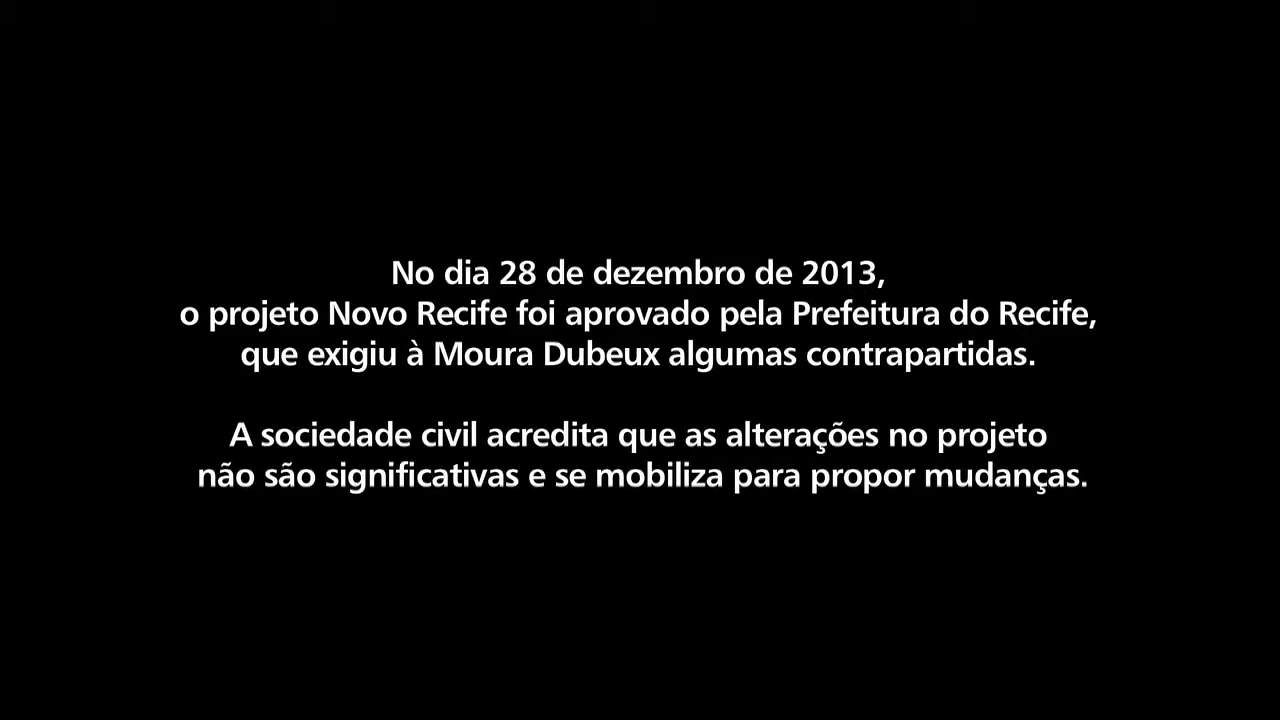 No dia 28 de dezembro de 2013,
o projeto Novo Recife foi aprovado pela Prefeitura do Recife,
que exigiu à Moura Dubeux algumas contrapartidas.
A sociedade civil acredita que as alterações no projeto
não são significativas e se mobiliza para propor mudanças.